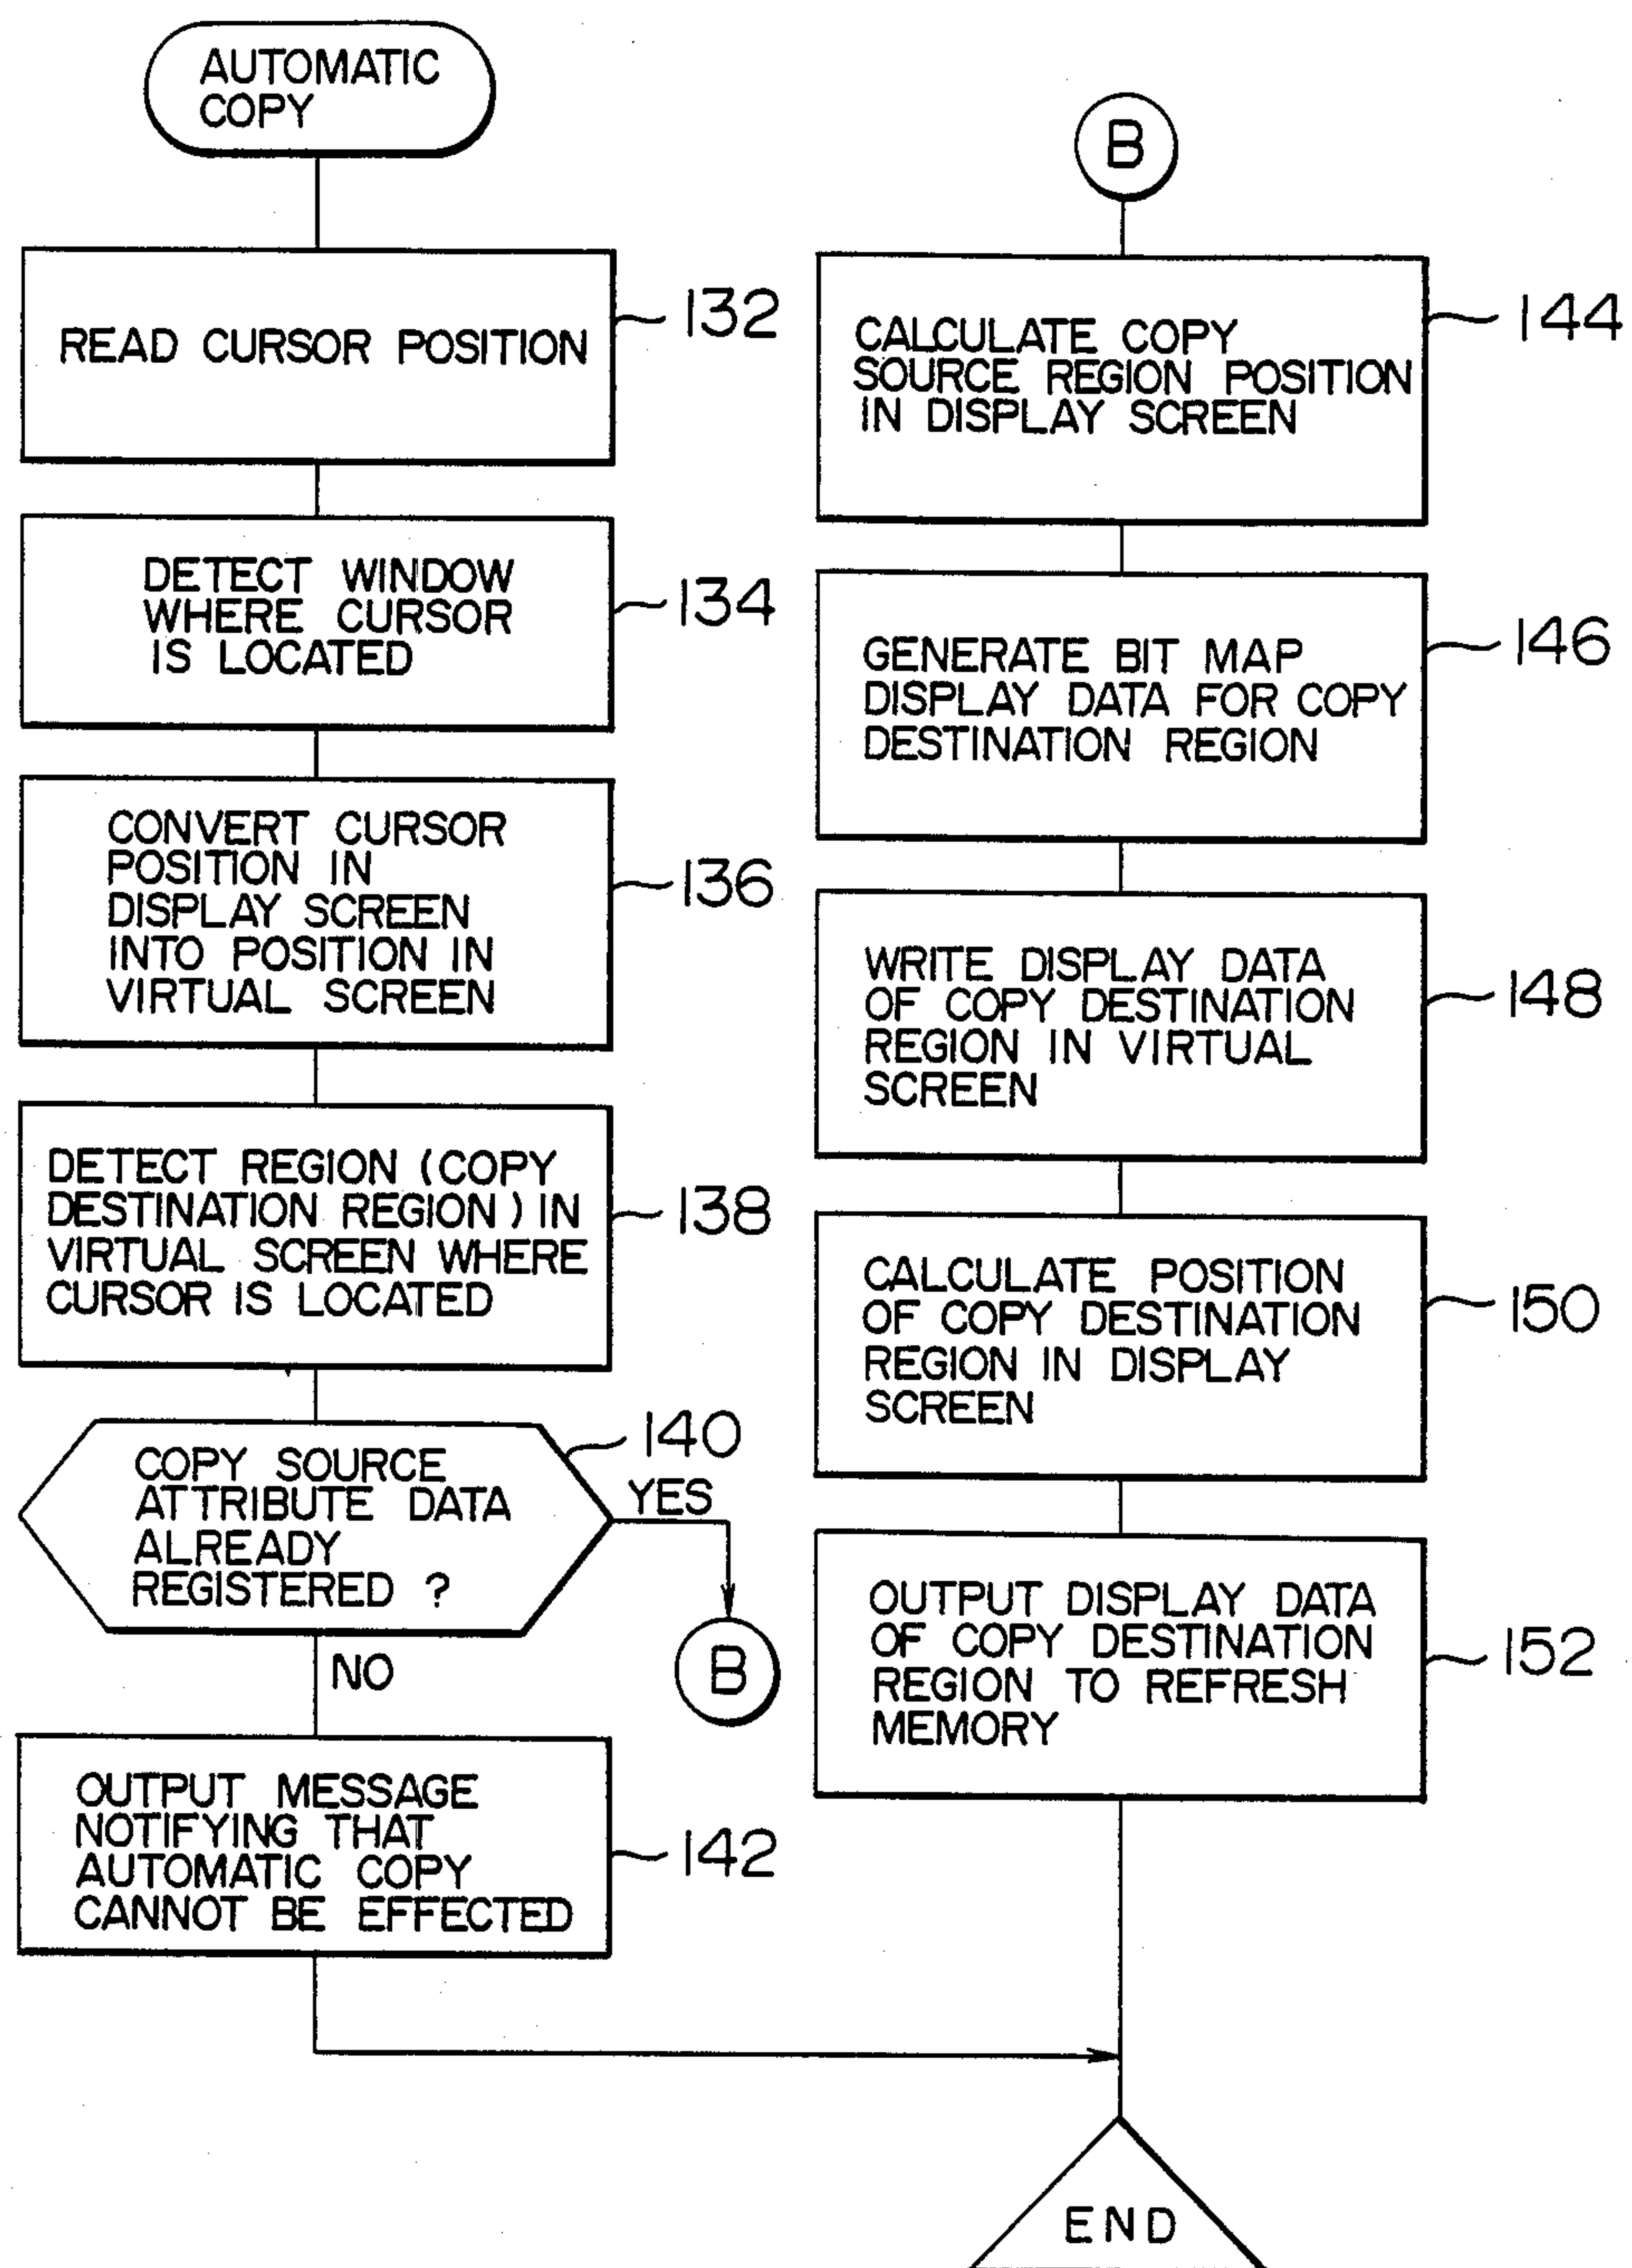 AUTOMATIC
COPY
READ CURSOR POSITION
132
DETECT WINDOW
WHERE CURSOR
IS LOCATED
134
CONVERT CURSOR
POSITION IN
DISPLAY SCREEN
INTO POSITION IN
VIRTUAL SCREEN
136
DETECT REGION (COPY
DESTINATION REGION) IN
VIRTUAL SCREEN WHERE
CURSOR IS LOCATED
138
COPY SOURCE
ATTRIBUTE DATA
ALREADY
REGISTERED ?
140
YES
B
NO
OUTPUT MESSAGE
NOTIFYING THAT
AUTOMATIC COPY
CANNOT BE EFFECTED
142
B
CALCULATE COPY
SOURCE REGION POSITION
IN DISPLAY SCREEN
144
GENERATE BIT MAP
DISPLAY DATA FOR COPY
DESTINATION REGION
146
WRITE DISPLAY DATA
OF COPY DESTINATION
REGION IN VIRTUAL
SCREEN
148
CALCULATE POSITION
OF COPY DESTINATION
REGION IN DISPLAY
SCREEN
150
OUTPUT DISPLAY DATA
OF COPY DESTINATION
REGION TO REFRESH
MEMORY
152
END